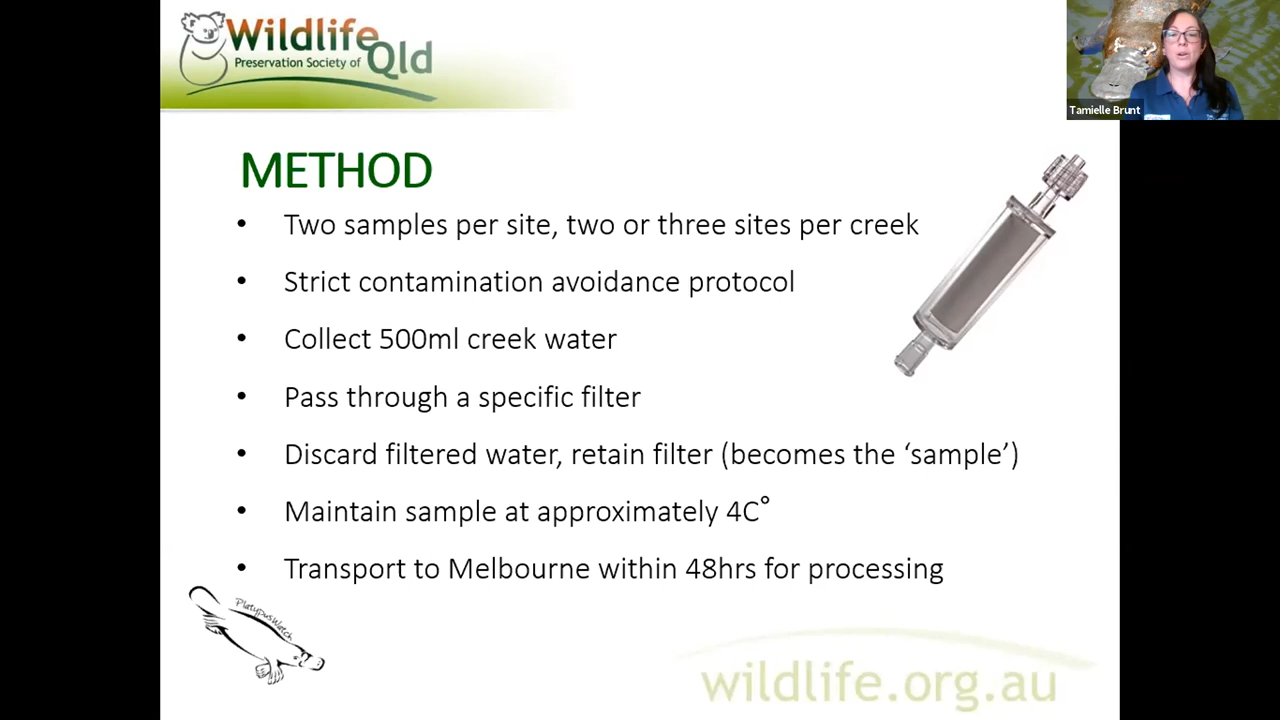 Wildlife
Preservation Society of Qld
Tamielle Brunt
METHOD
• Two samples per site, two or three sites per creek
• Strict contamination avoidance protocol
• Collect 500ml creek water
• Pass through a specific filter
• Discard filtered water, retain filter (becomes the ‘sample’)
• Maintain sample at approximately 4C°
• Transport to Melbourne within 48hrs for processing
PlatypusWatch
wildlife.org.au